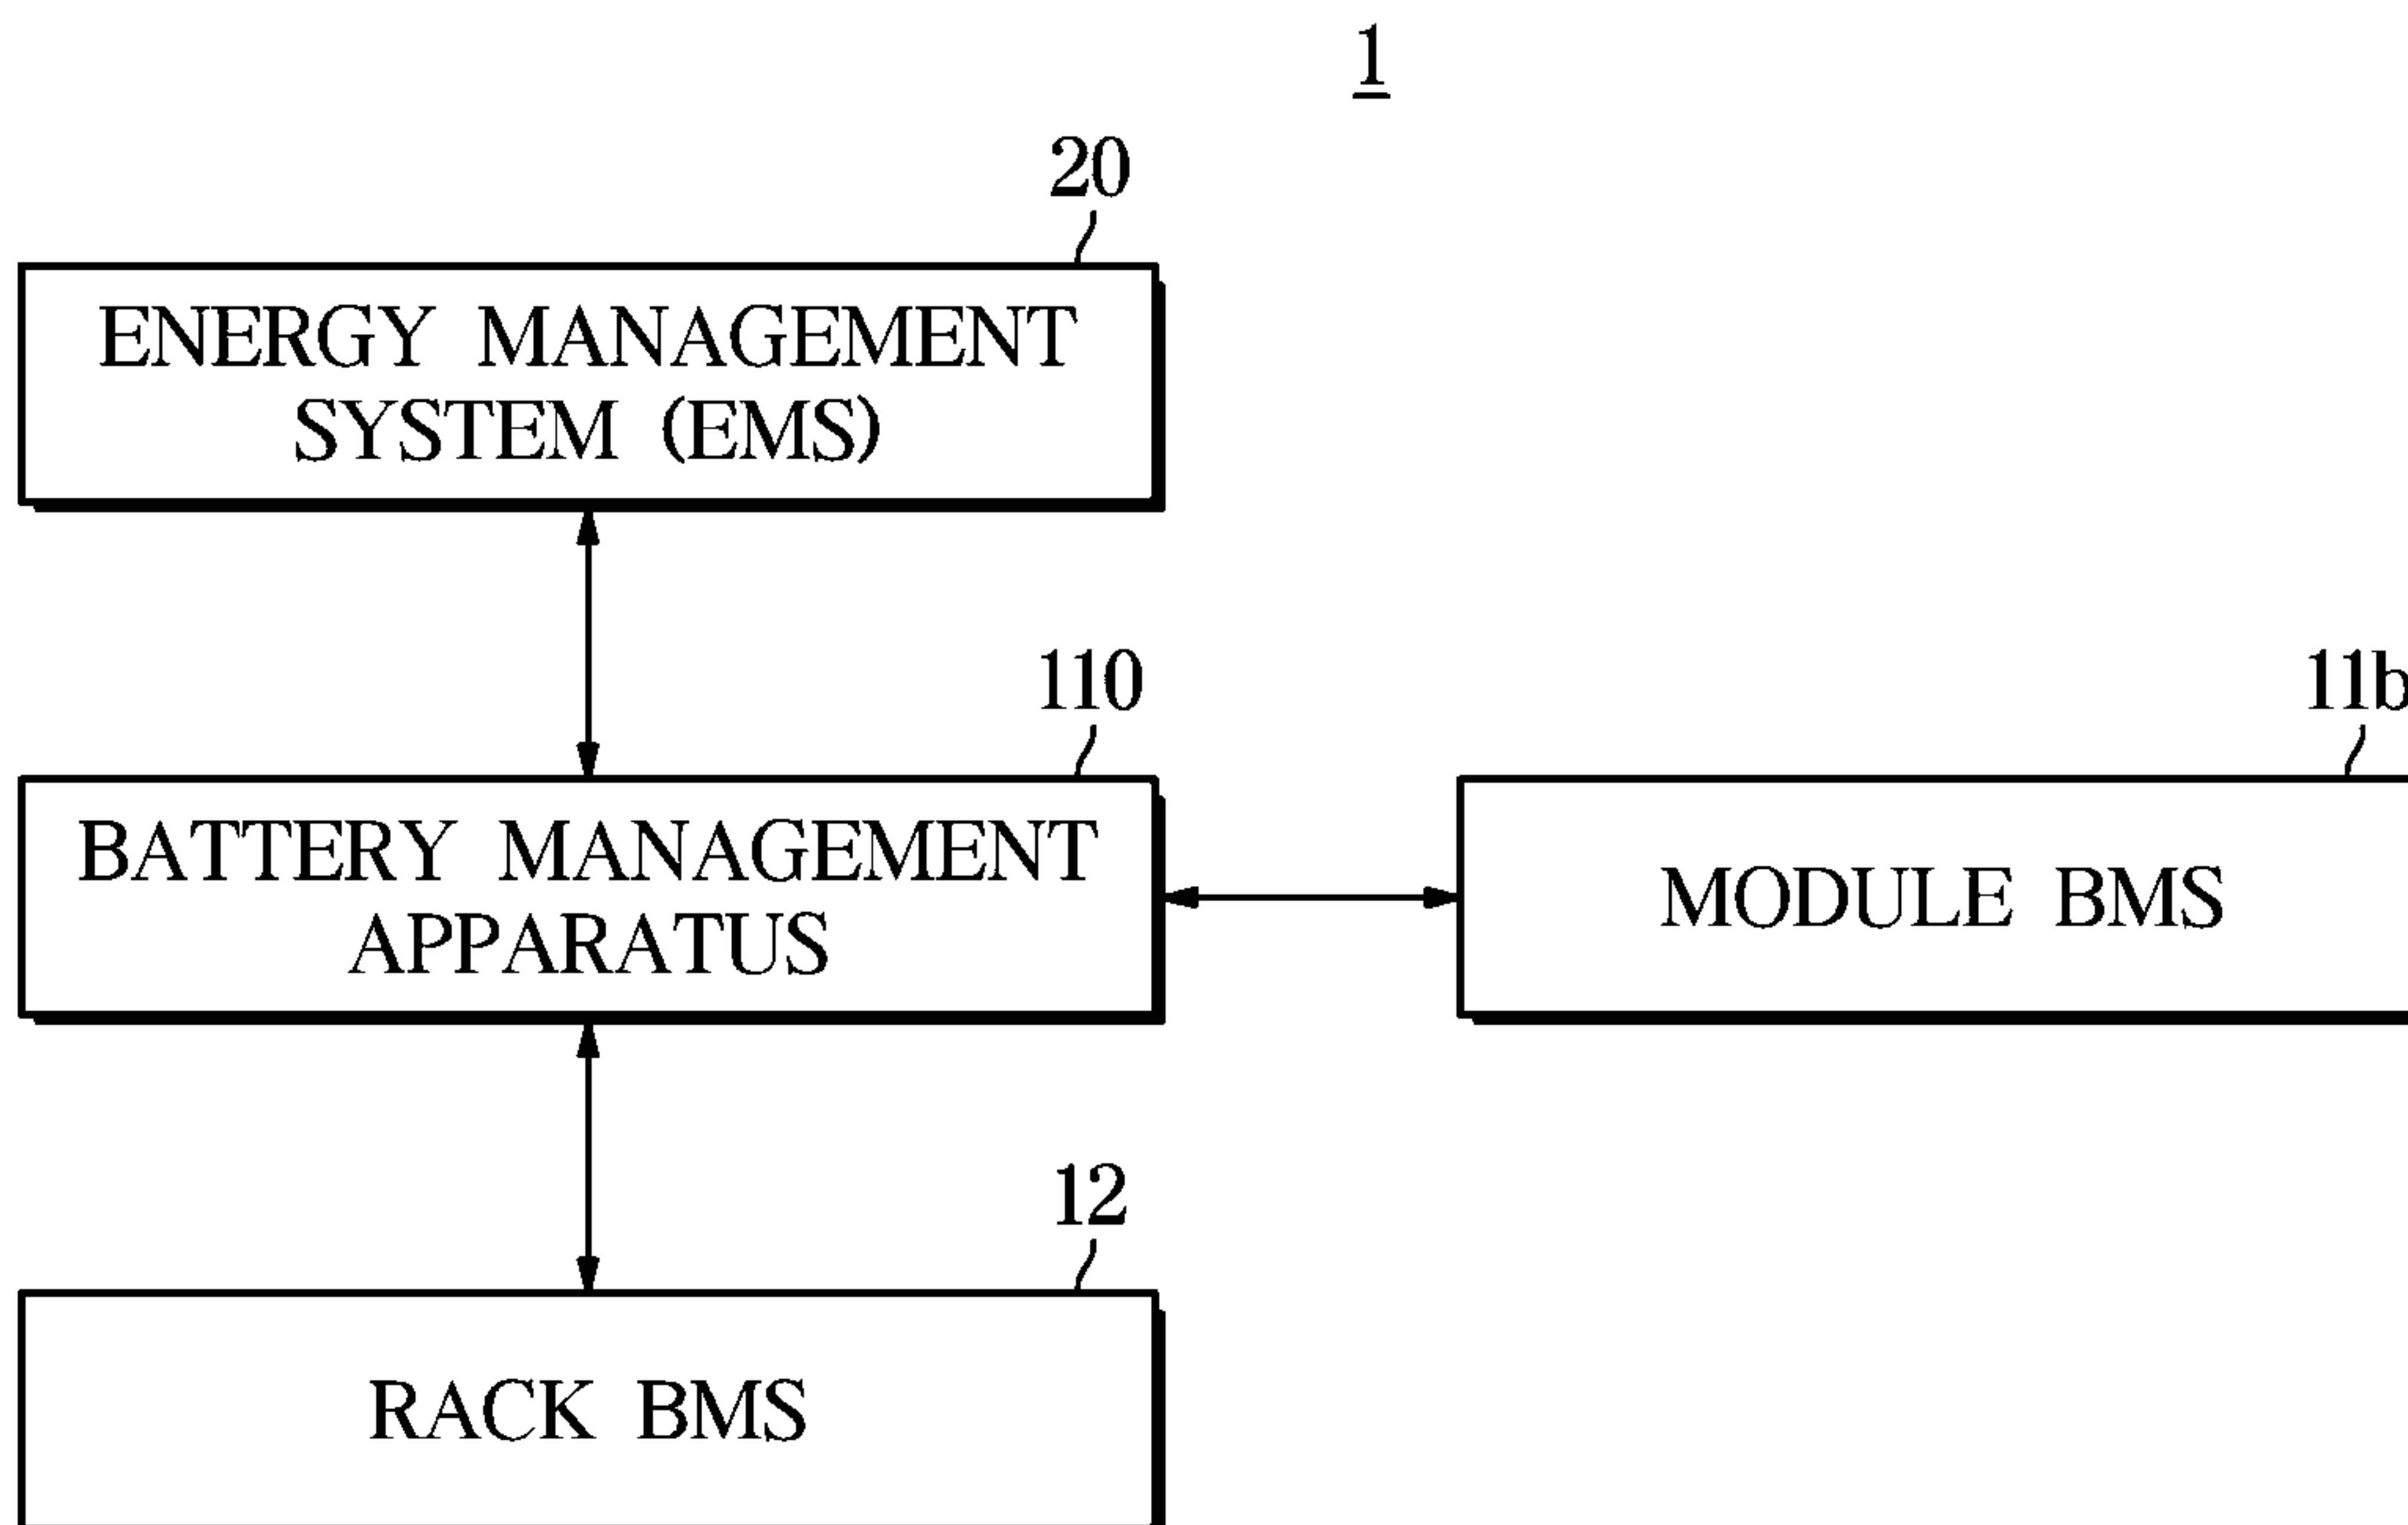 1
20
ENERGY MANAGEMENT
SYSTEM (EMS)
110
11b
BATTERY MANAGEMENT
APPARATUS
MODULE BMS
12
RACK BMS